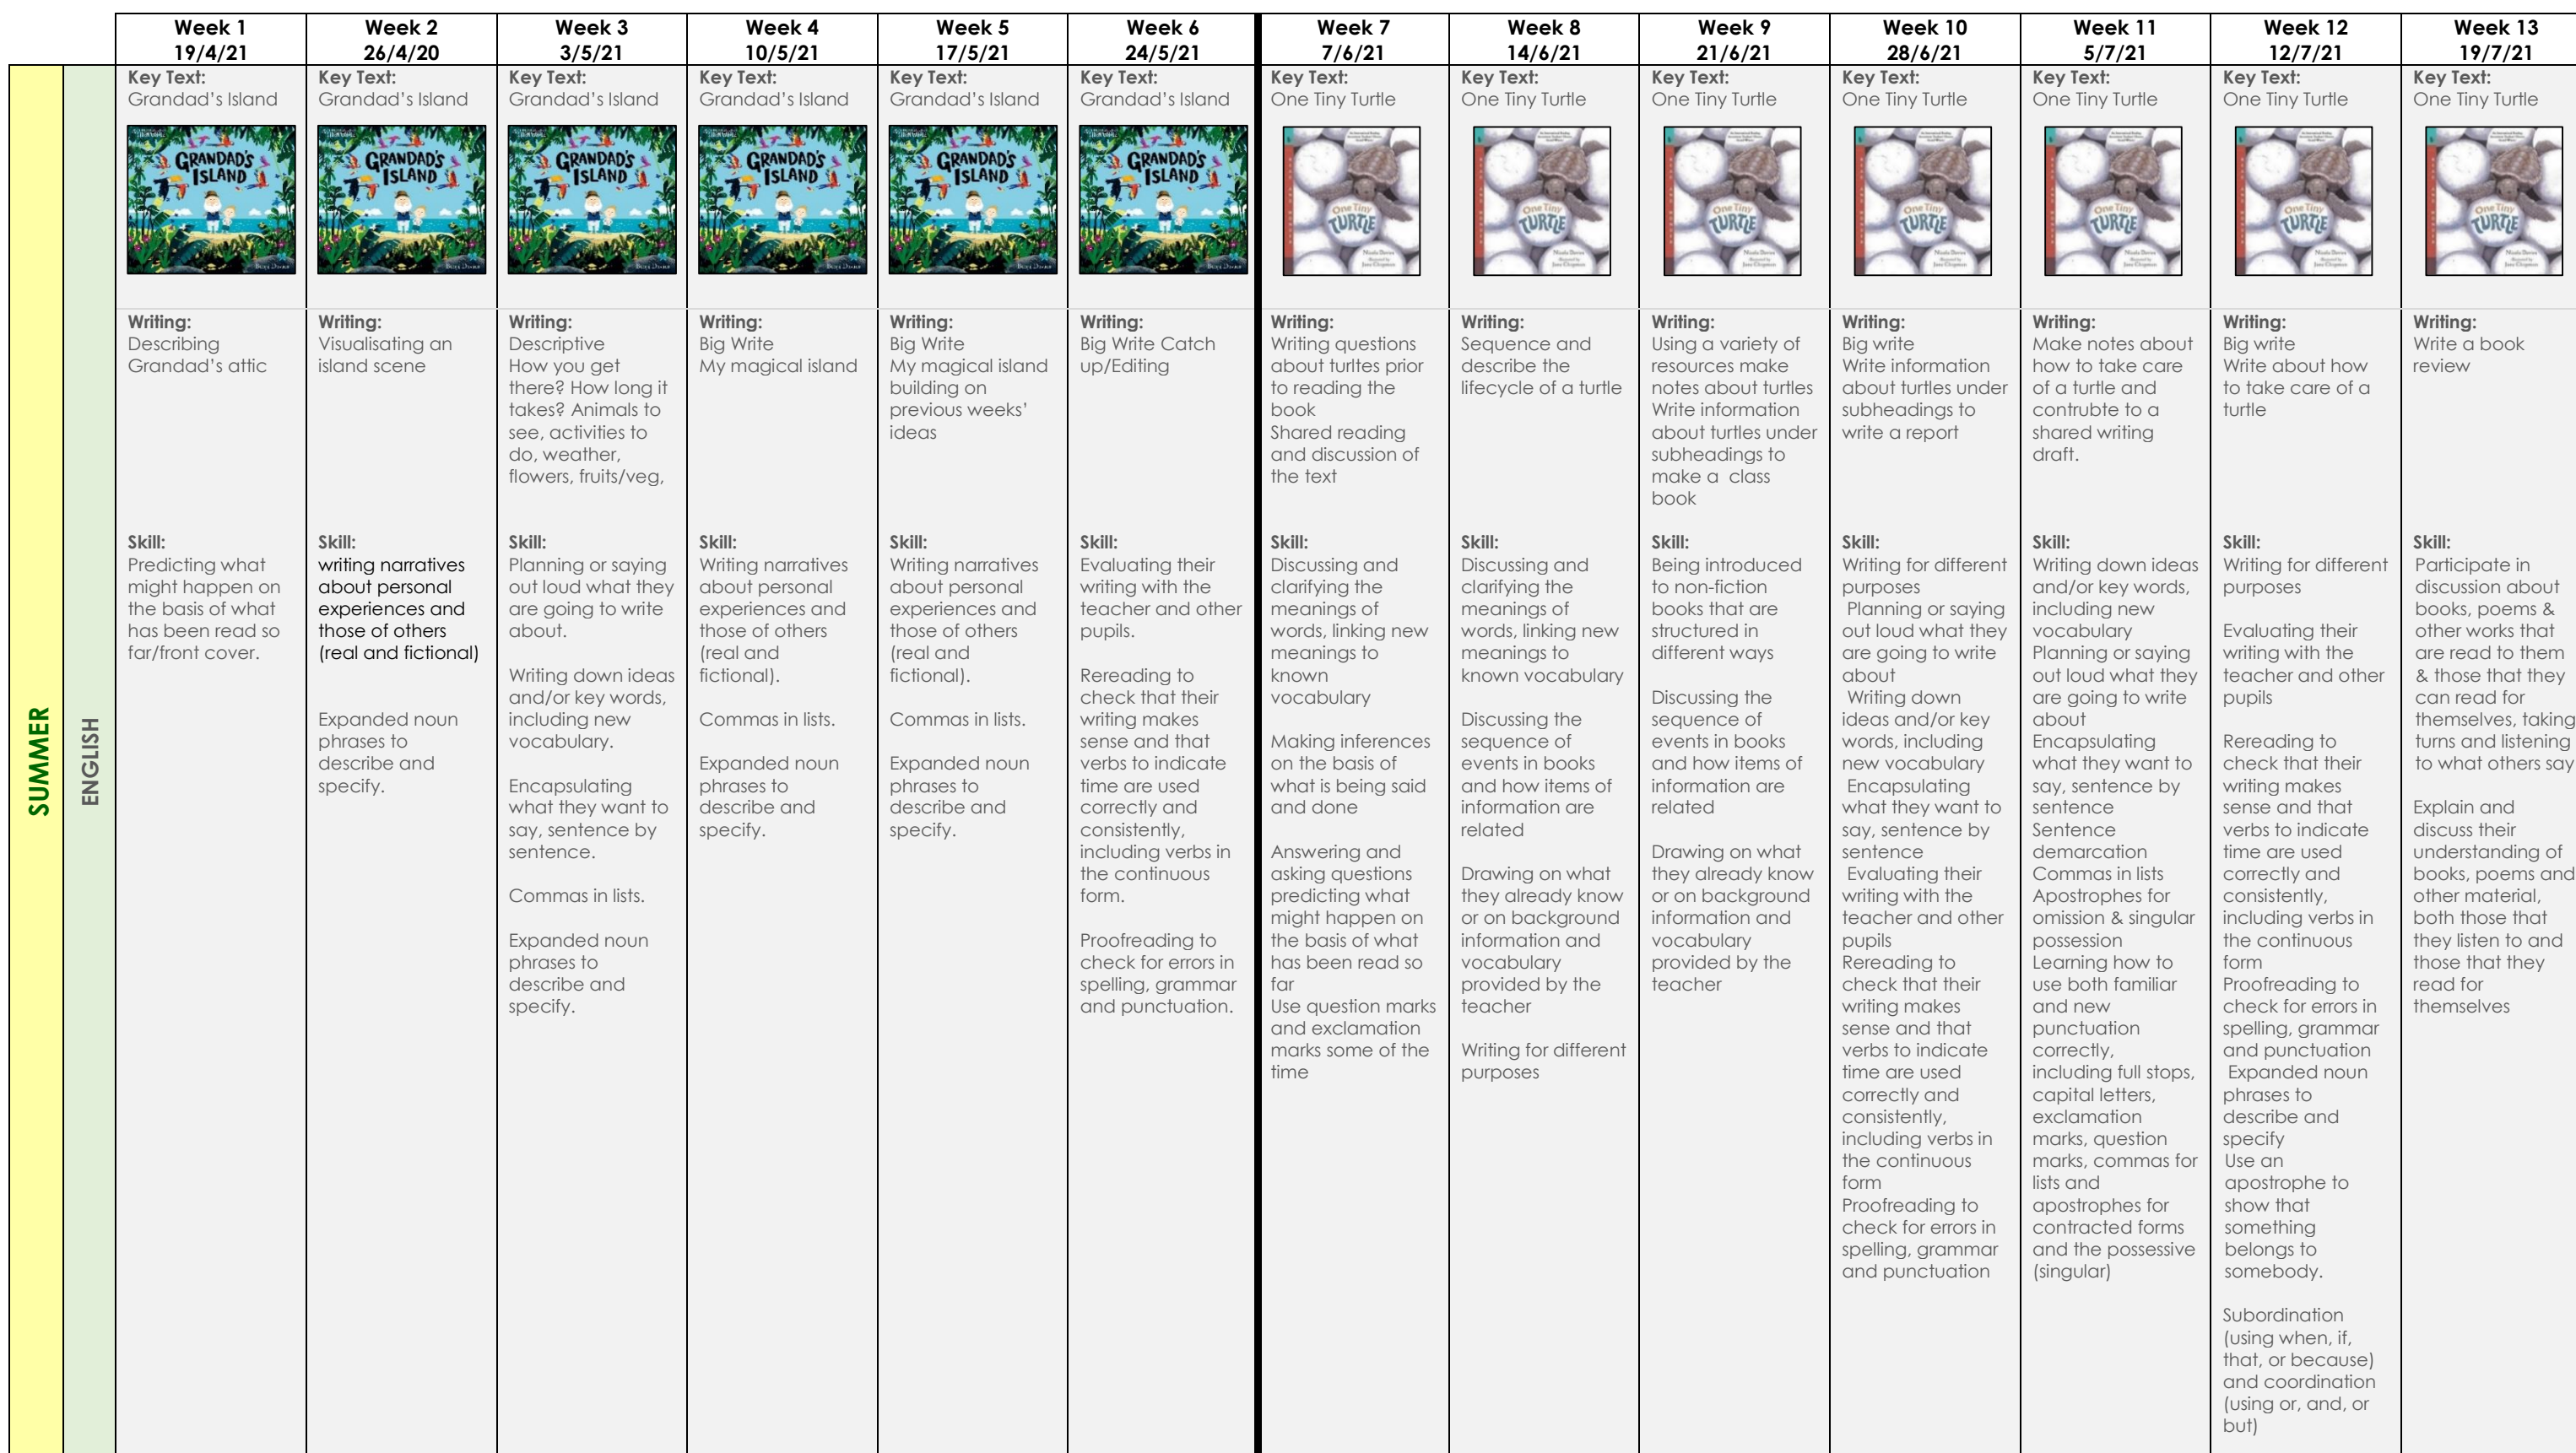 Week 1
19/4/21
Week 2
26/4/20
Week 3
3/5/21
Week 4
10/5/21
Week 5
17/5/21
Week 6
24/5/21
Week 7
7/6/21
Week 8
14/6/21
Week 9
21/6/21
Week 10
28/6/21
Week 11
5/7/21
Week 12
12/7/21
Week 13
19/7/21
SUMMER
ENGLISH
Key Text:
Grandad's Island
GRANDAD'S
ISLAND
Key Text:
Grandad's Island
GRANDAD'S
ISLAND
Key Text:
Grandad's Island
GRANDAD'S
ISLAND
Key Text:
Grandad's Island
GRANDAD'S
ISLAND
Key Text:
Grandad's Island
GRANDAD'S
ISLAND
Key Text:
Grandad's Island
GRANDAD'S
ISLAND
Key Text:
One Tiny Turtle
One Tiny
TURTLE
Key Text:
One Tiny Turtle
One Tiny
TURTLE
Key Text:
One Tiny Turtle
One Tiny
TURTLE
Key Text:
One Tiny Turtle
One Tiny
TURTLE
Key Text:
One Tiny Turtle
One Tiny
TURTLE
Key Text:
One Tiny Turtle
One Tiny
TURTLE
Key Text:
One Tiny Turtle
One Tiny
TURTLE
Writing:
Describing
Grandad's attic
Writing:
Visualisating an
island scene
Writing:
Descriptive
How you get
there? How long it
takes? Animals to
see, activities to
do, weather,
flowers, fruits/veg,
Writing:
Big Write
My magical island
Writing:
Big Write
My magical island
building on
previous weeks'
ideas
Writing:
Big Write Catch
up/Editing
Writing:
Writing questions
about turltes prior
to reading the
book
Shared reading
and discussion of
the text
Writing:
Sequence and
describe the
lifecycle of a turtle
Writing:
Using a variety of
resources make
notes about turtles
Write information
about turtles under
subheadings to
make a  class
book
Writing:
Big write
Write information
about turtles under
subheadings to
write a report
Writing:
Make notes about
how to take care
of a turtle and
contrubte to a
shared writing
draft.
Writing:
Big write
Write about how
to take care of a
turtle
Writing:
Write a book
review
Skill:
Predicting what
might happen on
the basis of what
has been read so
far/front cover.
Skill:
writing narratives
about personal
experiences and
those of others
(real and fictional)
Expanded noun
phrases to
describe and
specify.
Skill:
Planning or saying
out loud what they
are going to write
about.
Writing down ideas
and/or key words,
including new
vocabulary.
Encapsulating
what they want to
say, sentence by
sentence.
Commas in lists.
Expanded noun
phrases to
describe and
specify.
Skill:
Writing narratives
about personal
experiences and
those of others
(real and
fictional).
Commas in lists.
Expanded noun
phrases to
describe and
specify.
Skill:
Writing narratives
about personal
experiences and
those of others
(real and
fictional).
Commas in lists.
Expanded noun
phrases to
describe and
specify.
Skill:
Evaluating their
writing with the
teacher and other
pupils.
Rereading to
check that their
writing makes
sense and that
verbs to indicate
time are used
correctly and
consistently,
including verbs in
the continuous
form.
Proofreading to
check for errors in
spelling, grammar
and punctuation.
Skill:
Discussing and
clarifying the
meanings of
words, linking new
meanings to
known
vocabulary
Making inferences
on the basis of
what is being said
and done
Answering and
asking questions
predicting what
might happen on
the basis of what
has been read so
far
Use question marks
and exclamation
marks some of the
time
Skill:
Discussing and
clarifying the
meanings of
words, linking new
meanings to
known vocabulary
Discussing the
sequence of
events in books
and how items of
information are
related
Drawing on what
they already know
or on background
information and
vocabulary
provided by the
teacher
Writing for different
purposes
Skill:
Being introduced
to non-fiction
books that are
structured in
different ways
Discussing the
sequence of
events in books
and how items of
information are
related
Drawing on what
they already know
or on background
information and
vocabulary
provided by the
teacher
Skill:
Writing for different
purposes
Planning or saying
out loud what they
are going to write
about
Writing down
ideas and/or key
words, including
new vocabulary
Encapsulating
what they want to
say, sentence by
sentence
Evaluating their
writing with the
teacher and other
pupils
Rereading to
check that their
writing makes
sense and that
verbs to indicate
time are used
correctly and
consistently,
including verbs in
the continuous
form
Proofreading to
check for errors in
spelling, grammar
and punctuation
Skill:
Writing down ideas
and/or key words,
including new
vocabulary
Planning or saying
out loud what they
are going to write
about
Encapsulating
what they want to
say, sentence by
sentence
Sentence
demarcation
Commas in lists
Apostrophes for
omission & singular
possession
Learning how to
use both familiar
and new
punctuation
correctly,
including full stops,
capital letters,
exclamation
marks, question
marks, commas for
lists and
apostrophes for
contracted forms
and the possessive
(singular)
Skill:
Writing for different
purposes
Evaluating their
writing with the
teacher and other
pupils
Rereading to
check that their
writing makes
sense and that
verbs to indicate
time are used
correctly and
consistently,
including verbs in
the continuous
form
Proofreading to
check for errors in
spelling, grammar
and punctuation
Expanded noun
phrases to
describe and
specify
Use an
apostrophe to
show that
something
belongs to
somebody.
Subordination
(using when, if,
that, or because)
and coordination
(using or, and, or
but)
Skill:
Participate in
discussion about
books, poems &
other works that
are read to them
& those that they
can read for
themselves, taking
turns and listening
to what others say
Explain and
discuss their
understanding of
books, poems and
other material,
both those that
they listen to and
those that they
read for
themselves